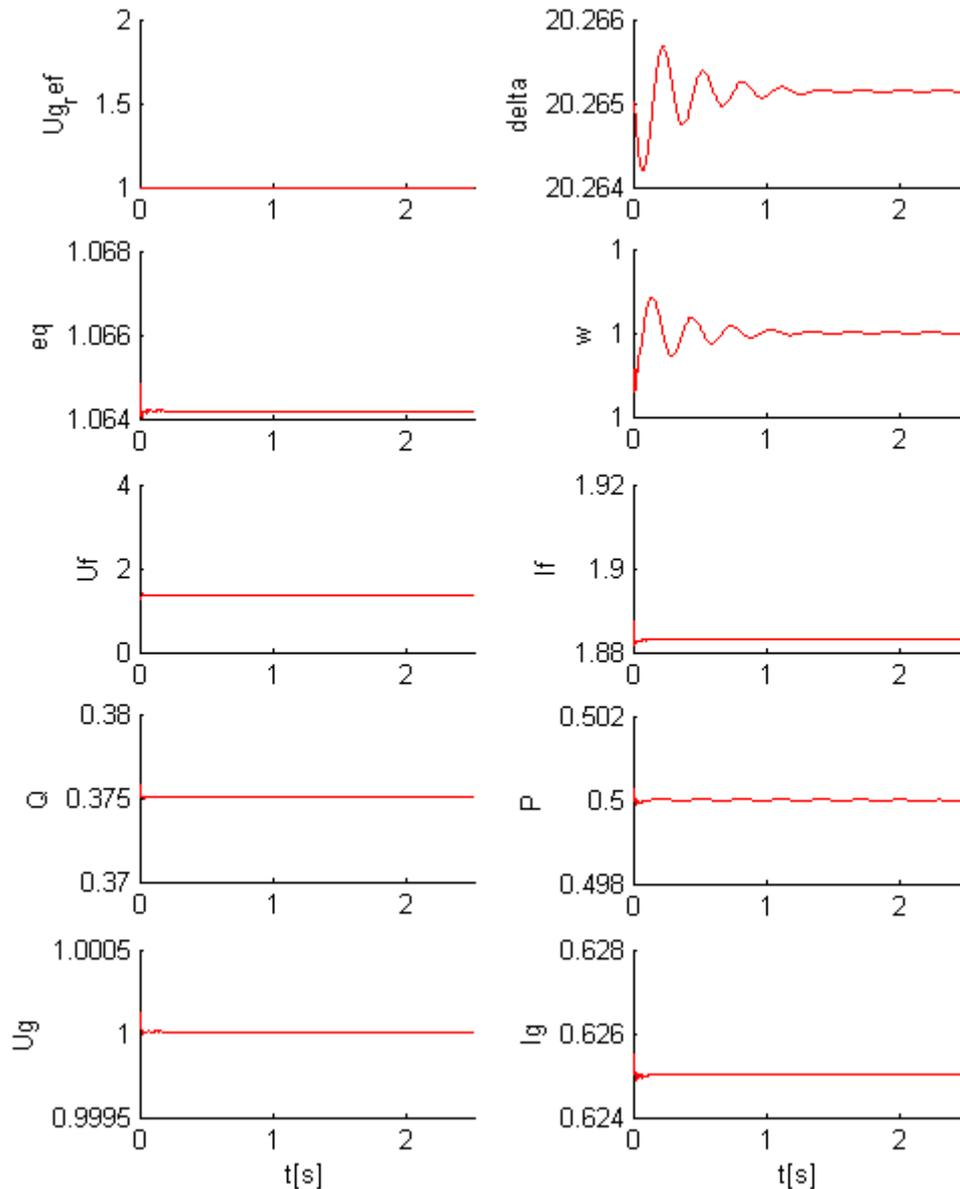 2
1.5
1
Ug_ref
0 1 2
20.266
20.265
20.264
delta
0 1 2
1.068
1.066
1.064
eq
0 1 2
1
1
1
w
0 1 2
4
2
0
Uf
0 1 2
1.92
1.9
1.88
If
0 1 2
0.38
0.375
0.37
Q
0 1 2
0.502
0.5
0.498
P
0 1 2
1.0005
1
0.9995
Ug
0 1 2
t[s]
0.628
0.626
0.624
Ig
0 1 2
t[s]